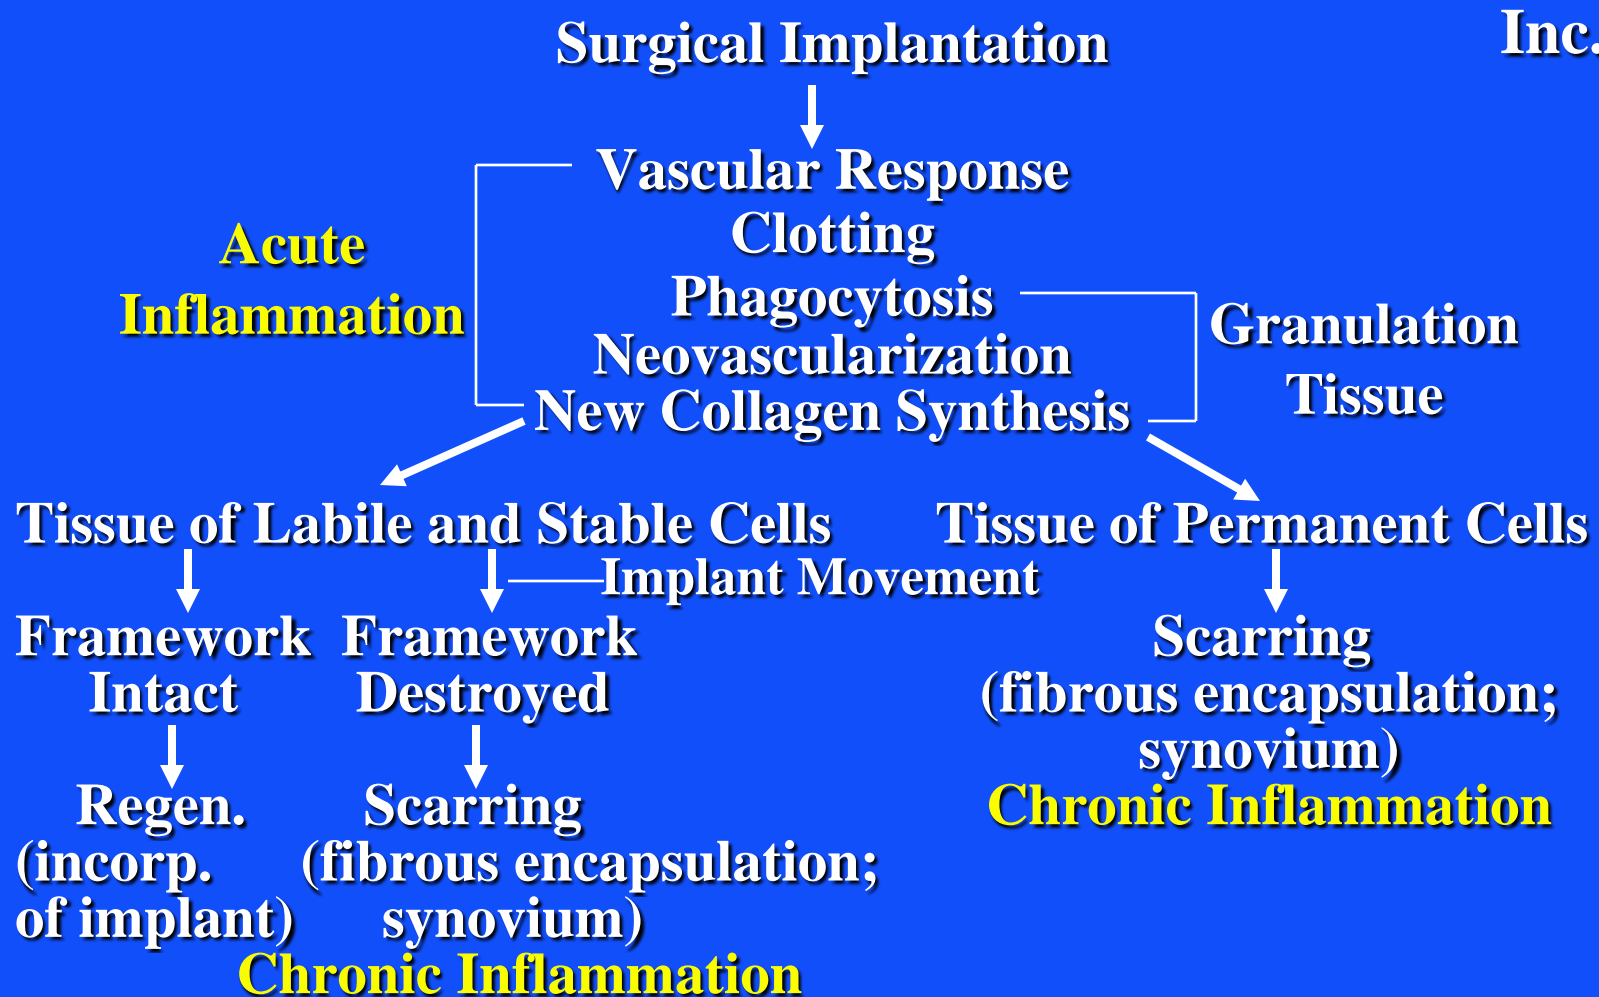 Inc.
Surgical Implantation
Vascular Response
Clotting
Phagocytosis
Neovascularization
New Collagen Synthesis
Acute
Inflammation
Granulation
Tissue
Tissue of Labile and Stable Cells
Tissue of Permanent Cells
Implant Movement
Framework
Intact
Framework
Destroyed
Regen.
(incorp.
of implant)
Scarring
(fibrous encapsulation;
synovium)
Chronic Inflammation
Scarring
(fibrous encapsulation;
synovium)
Chronic Inflammation